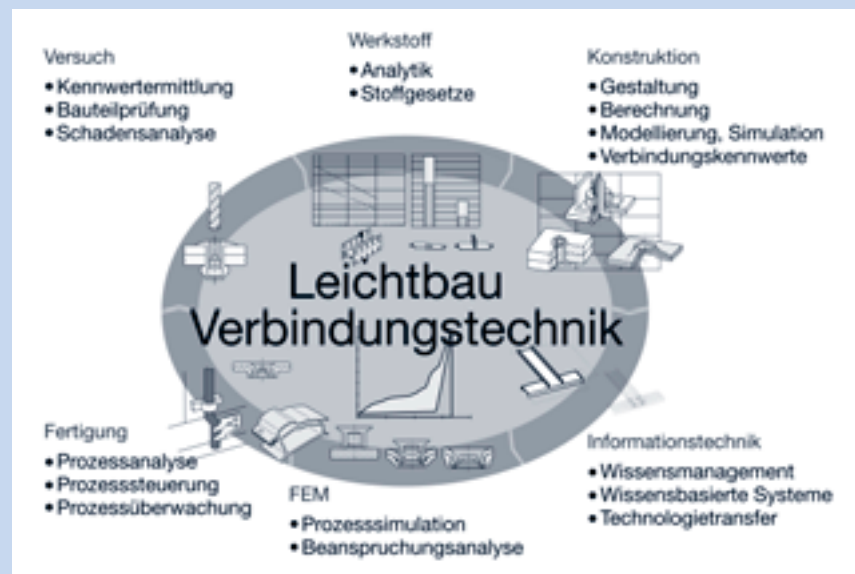 Versuch
• Kennwertermittlung
• Bauteilprüfung
• Schadensanalyse
Werkstoff
• Analytik
• Stoffgesetze
Konstruktion
• Gestaltung
• Berechnung
• Modellierung, Simulation
• Verbindungskennwerte
Leichtbau
Verbindungstechnik
Fertigung
• Prozessanalyse
• Prozesssteuerung
• Prozessüberwachung
FEM
• Prozesssimulation
• Beanspruchungsanalyse
Informationstechnik
• Wissensmanagement
• Wissensbasierte Systeme
• Technologietransfer